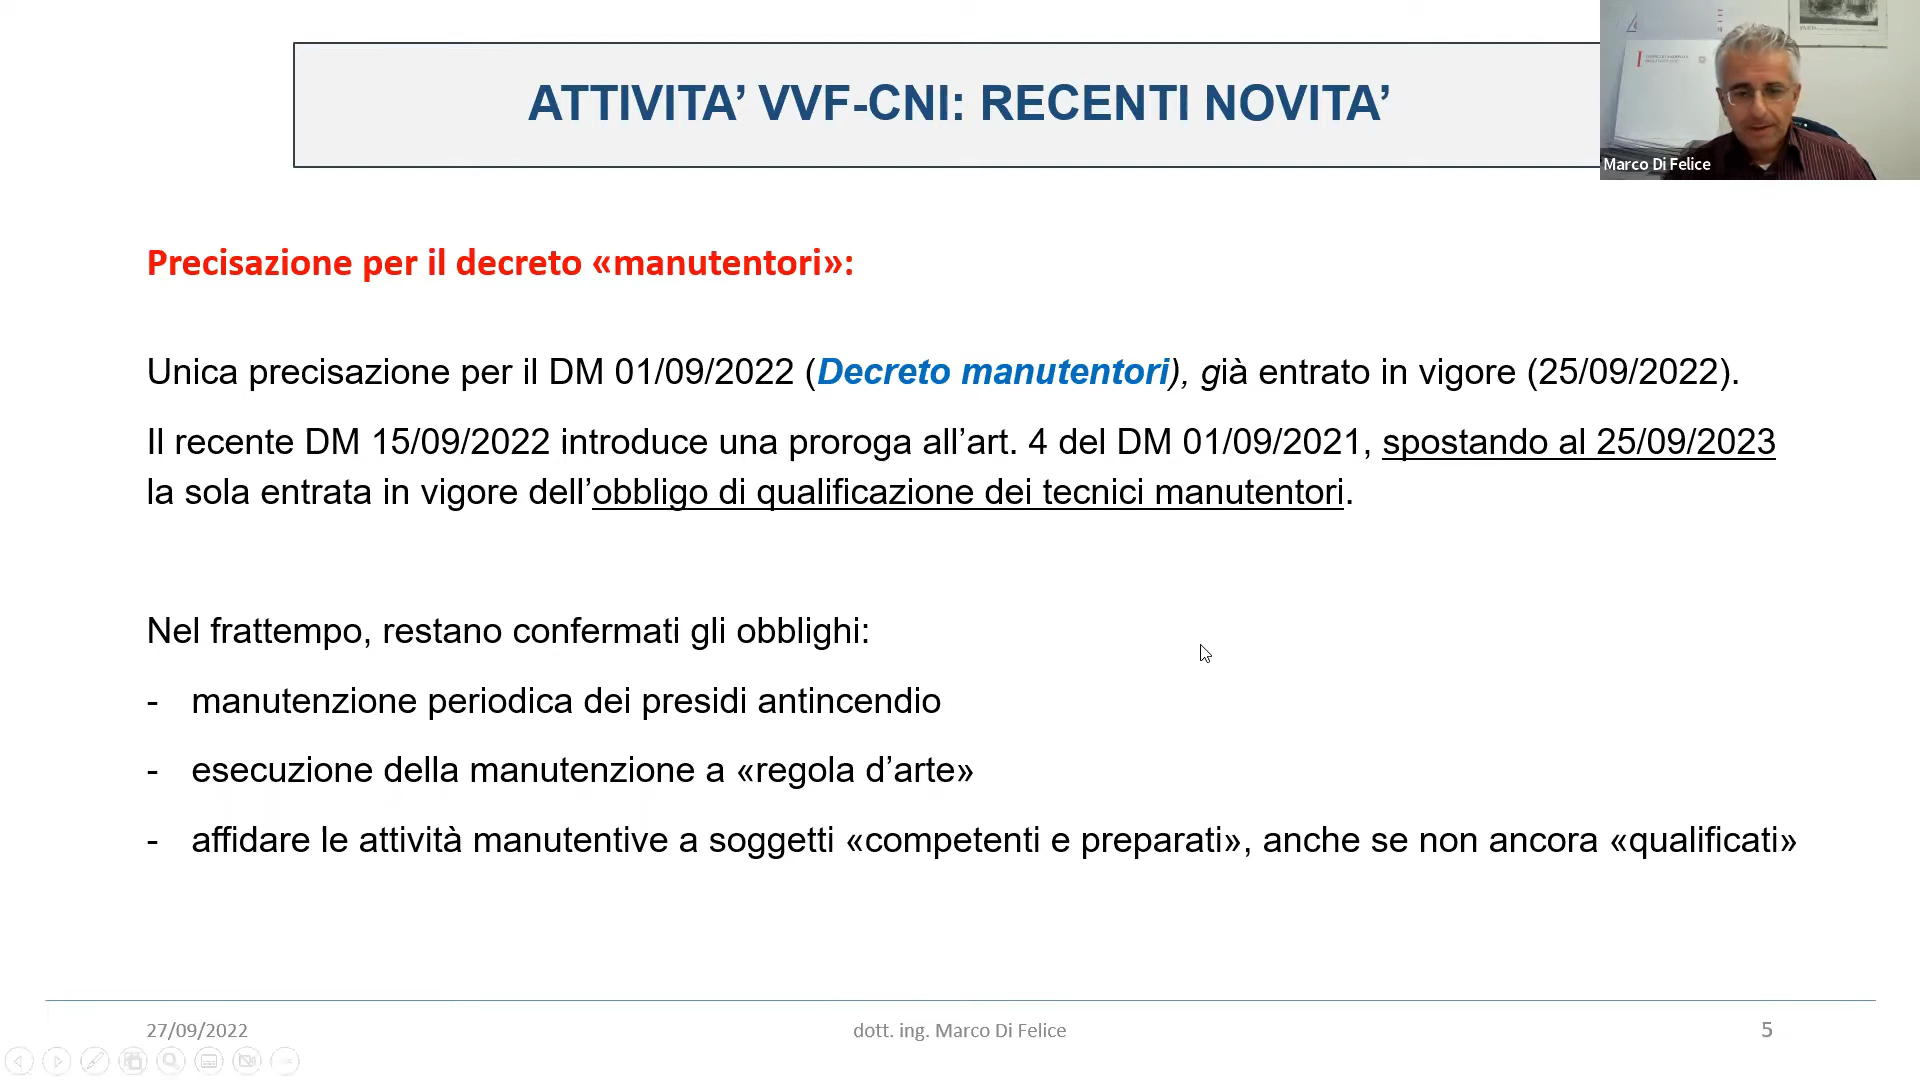 ATTIVITA’ VVF-CNI: RECENTI NOVITA’
Marco Di Felice
Precisazione per il decreto «manutentori»:
Unica precisazione per il DM 01/09/2022 (Decreto manutentori), già entrato in vigore (25/09/2022).
Il recente DM 15/09/2022 introduce una proroga all’art. 4 del DM 01/09/2021, spostando al 25/09/2023
la sola entrata in vigore dell’obbligo di qualificazione dei tecnici manutentori.
Nel frattempo, restano confermati gli obblighi:
- manutenzione periodica dei presidi antincendio
- esecuzione della manutenzione a «regola d’arte»
- affidare le attività manutentive a soggetti «competenti e preparati», anche se non ancora «qualificati»
27/09/2022
dott. ing. Marco Di Felice
5